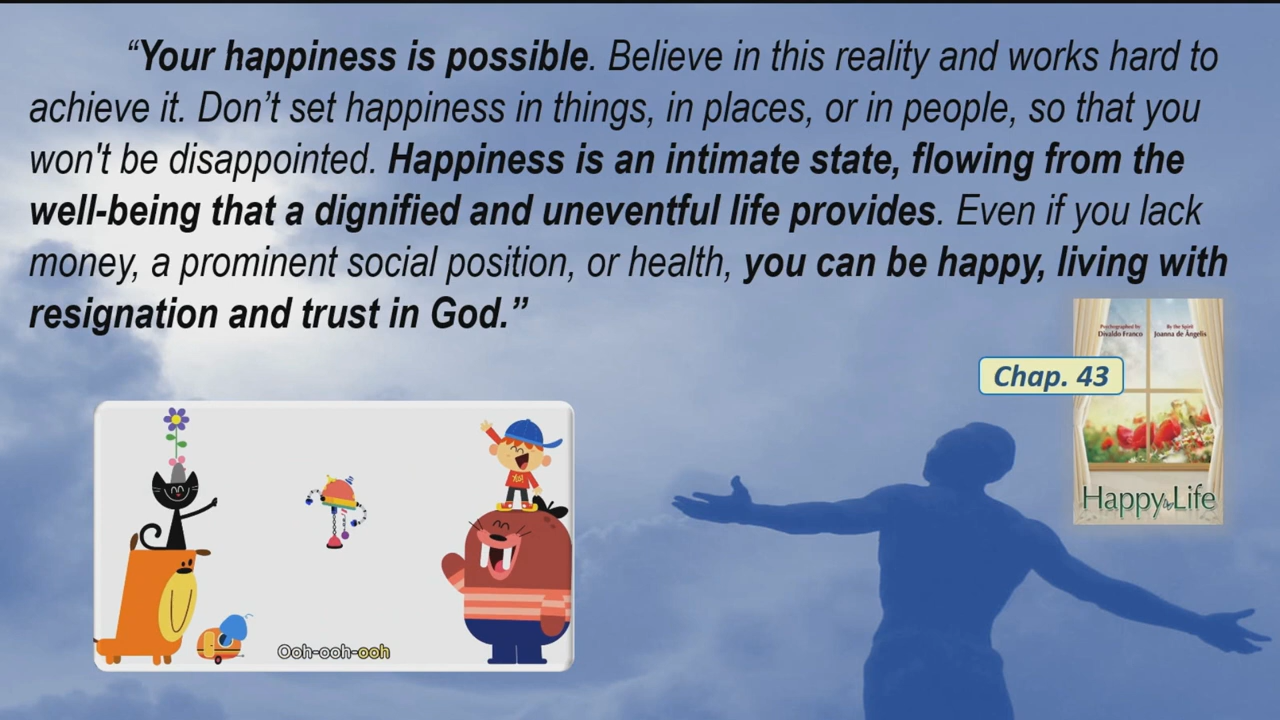 “Your happiness is possible. Believe in this reality and works hard to
achieve it. Don’t set happiness in things, in places, or in people, so that you
won't be disappointed. Happiness is an intimate state, flowing from the
well-being that a dignified and uneventful life provides. Even if you lack
money, a prominent social position, or health, you can be happy, living with
resignation and trust in God.”
Psychographed by
Divaldo Franco
By the Spirit
Joanna de Ângelis
Chap. 43
Happy Life
Ooh-ooh-ooh